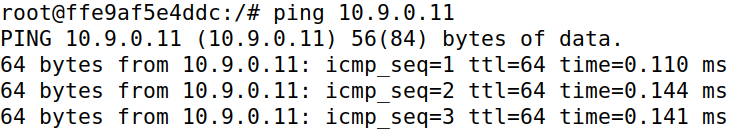 root@ffe9af5e4ddc:/# ping 10.9.0.11
PING 10.9.0.11 (10.9.0.11) 56(84) bytes of data.
64 bytes from 10.9.0.11: icmp_seq=1 ttl=64 time=0.110 ms
64 bytes from 10.9.0.11: icmp_seq=2 ttl=64 time=0.144 ms
64 bytes from 10.9.0.11: icmp_seq=3 ttl=64 time=0.141 ms